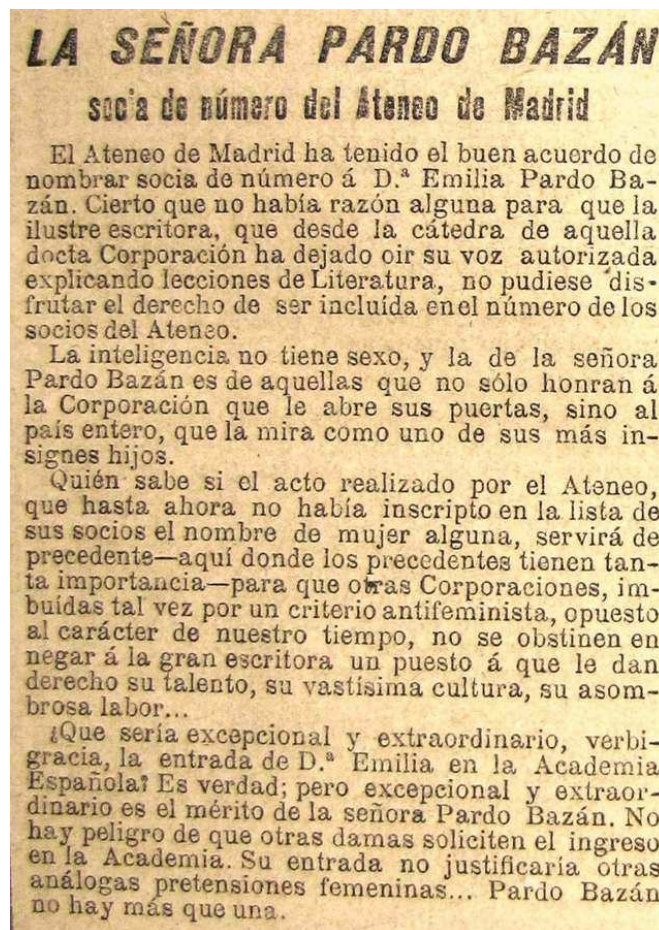 LA SEÑORA PARDO BAZÁN
socia de número del Ateneo de Madrid
El Ateneo de Madrid ha tenido el buen acuerdo de
nombrar socia de número á D.ª Emilia Pardo Ba-
zán. Cierto que no había razón alguna para que la
ilustre escritora, que desde la cátedra de aquella
docta Corporación ha dejado oir su voz autorizada
explicando lecciones de Literatura, no pudiese dis-
frutar el derecho de ser incluída en el número de los
socios del Ateneo.
La inteligencia no tiene sexo, y la de la señora
Pardo Bazán es de aquellas que no sólo honran á
la Corporación que le abre sus puertas, sino al
país entero, que la mira como uno de sus más in-
signes hijos.
Quién sabe si el acto realizado por el Ateneo,
que hasta ahora no había inscripto en la lista de
sus socios el nombre de mujer alguna, servirá de
precedente—aquí donde los precedentes tienen tan-
ta importancia—para que otras Corporaciones, im-
buídas tal vez por un criterio antifeminista, opuesto
al carácter de nuestro tiempo, no se obstinen en
negar á la gran escritora un puesto á que le dan
derecho su talento, su vastísima cultura, su asom-
brosa labor...
¿Que sería excepcional y extraordinario, verbi-
gracia, la entrada de D.ª Emilia en la Academia
Española? Es verdad; pero excepcional y extraor-
dinario es el mérito de la señora Pardo Bazán. No
hay peligro de que otras damas soliciten el ingreso
en la Academia. Su entrada no justificaría otras
análogas pretensiones femeninas... Pardo Bazán
no hay más que una.